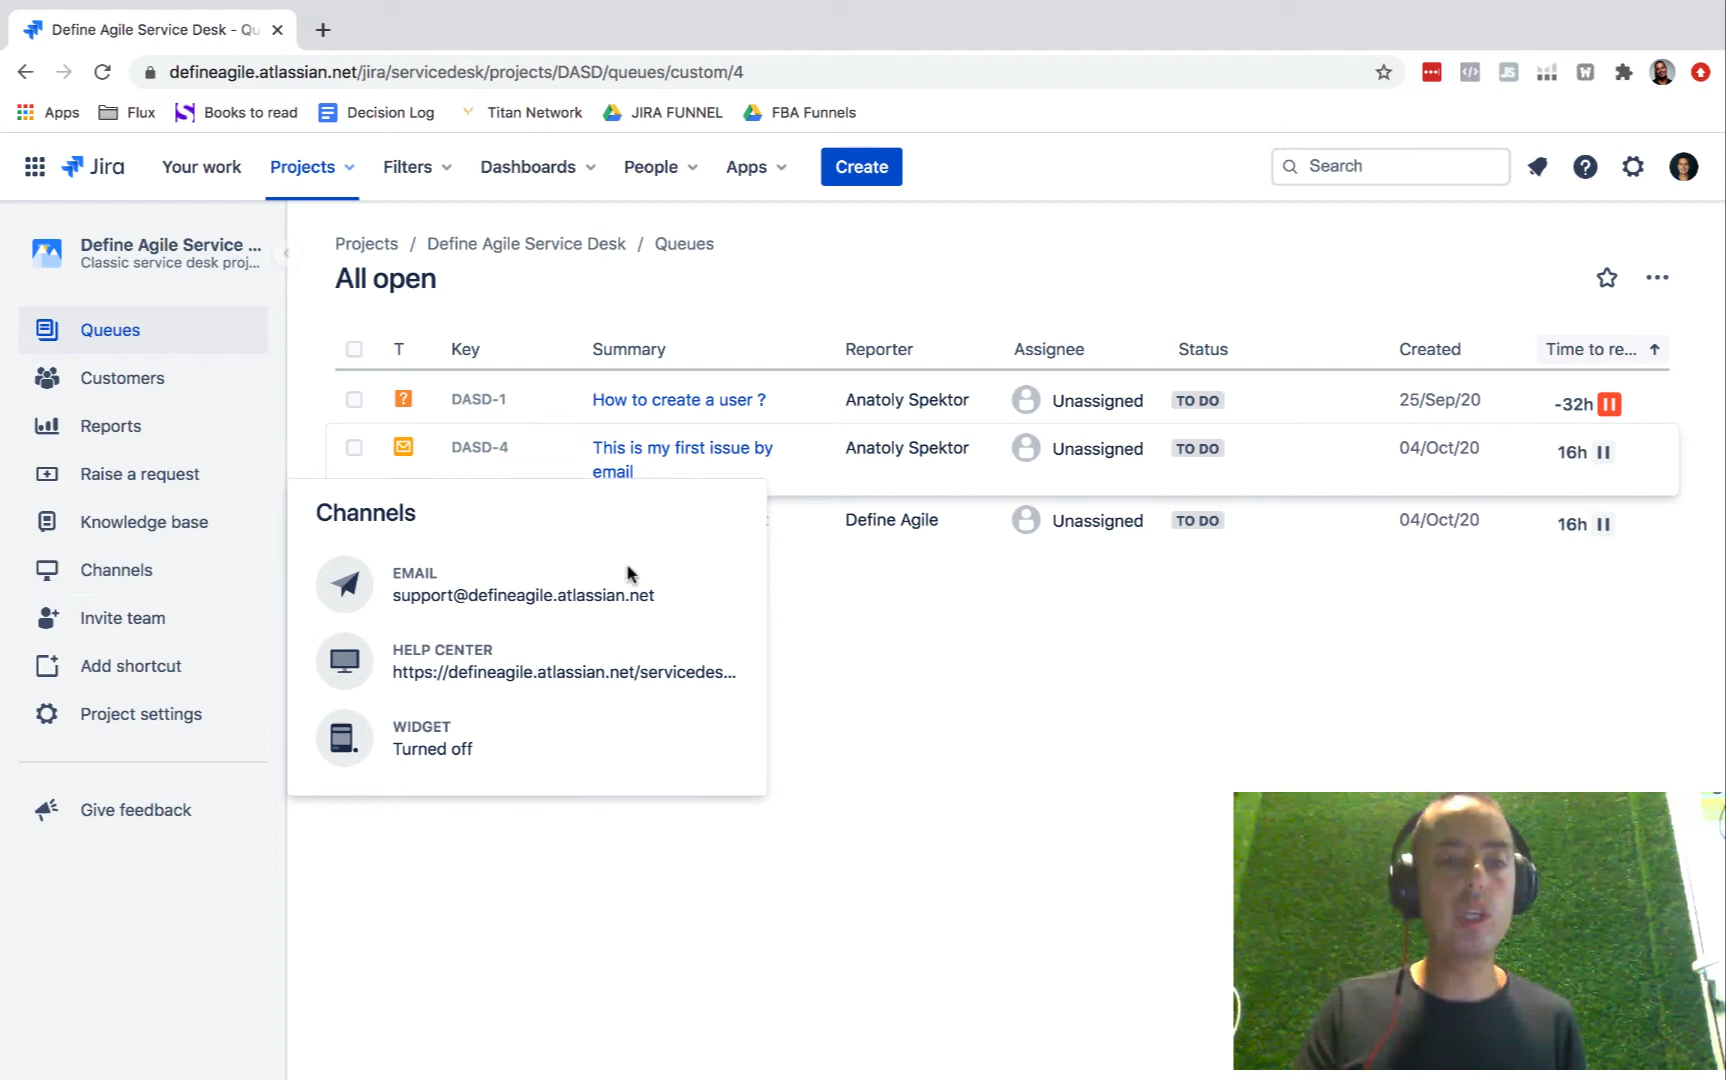 Define Agile Service Desk - Qu
defineagile.atlassian.net/jira/servicedesk/projects/DASD/queues/custom/4
Apps
Flux
Books to read
Decision Log
Titan Network
JIRA FUNNEL
FBA Funnels
Jira
Your work
Projects
Filters
Dashboards
People
Apps
Create
Search
Define Agile Service ...
Classic service desk proj...
Queues
Customers
Reports
Raise a request
Knowledge base
Channels
Invite team
Add shortcut
Project settings
Give feedback
Projects / Define Agile Service Desk / Queues
All open
T Key Summary Reporter Assignee Status Created Time to re...
DASD-1 How to create a user ? Anatoly Spektor Unassigned TO DO 25/Sep/20 -32h
DASD-4 This is my first issue by Anatoly Spektor Unassigned TO DO 04/Oct/20 16h
email
Define Agile Unassigned TO DO 04/Oct/20 16h
Channels
EMAIL
support@defineagile.atlassian.net
HELP CENTER
https://defineagile.atlassian.net/servicedes...
WIDGET
Turned off